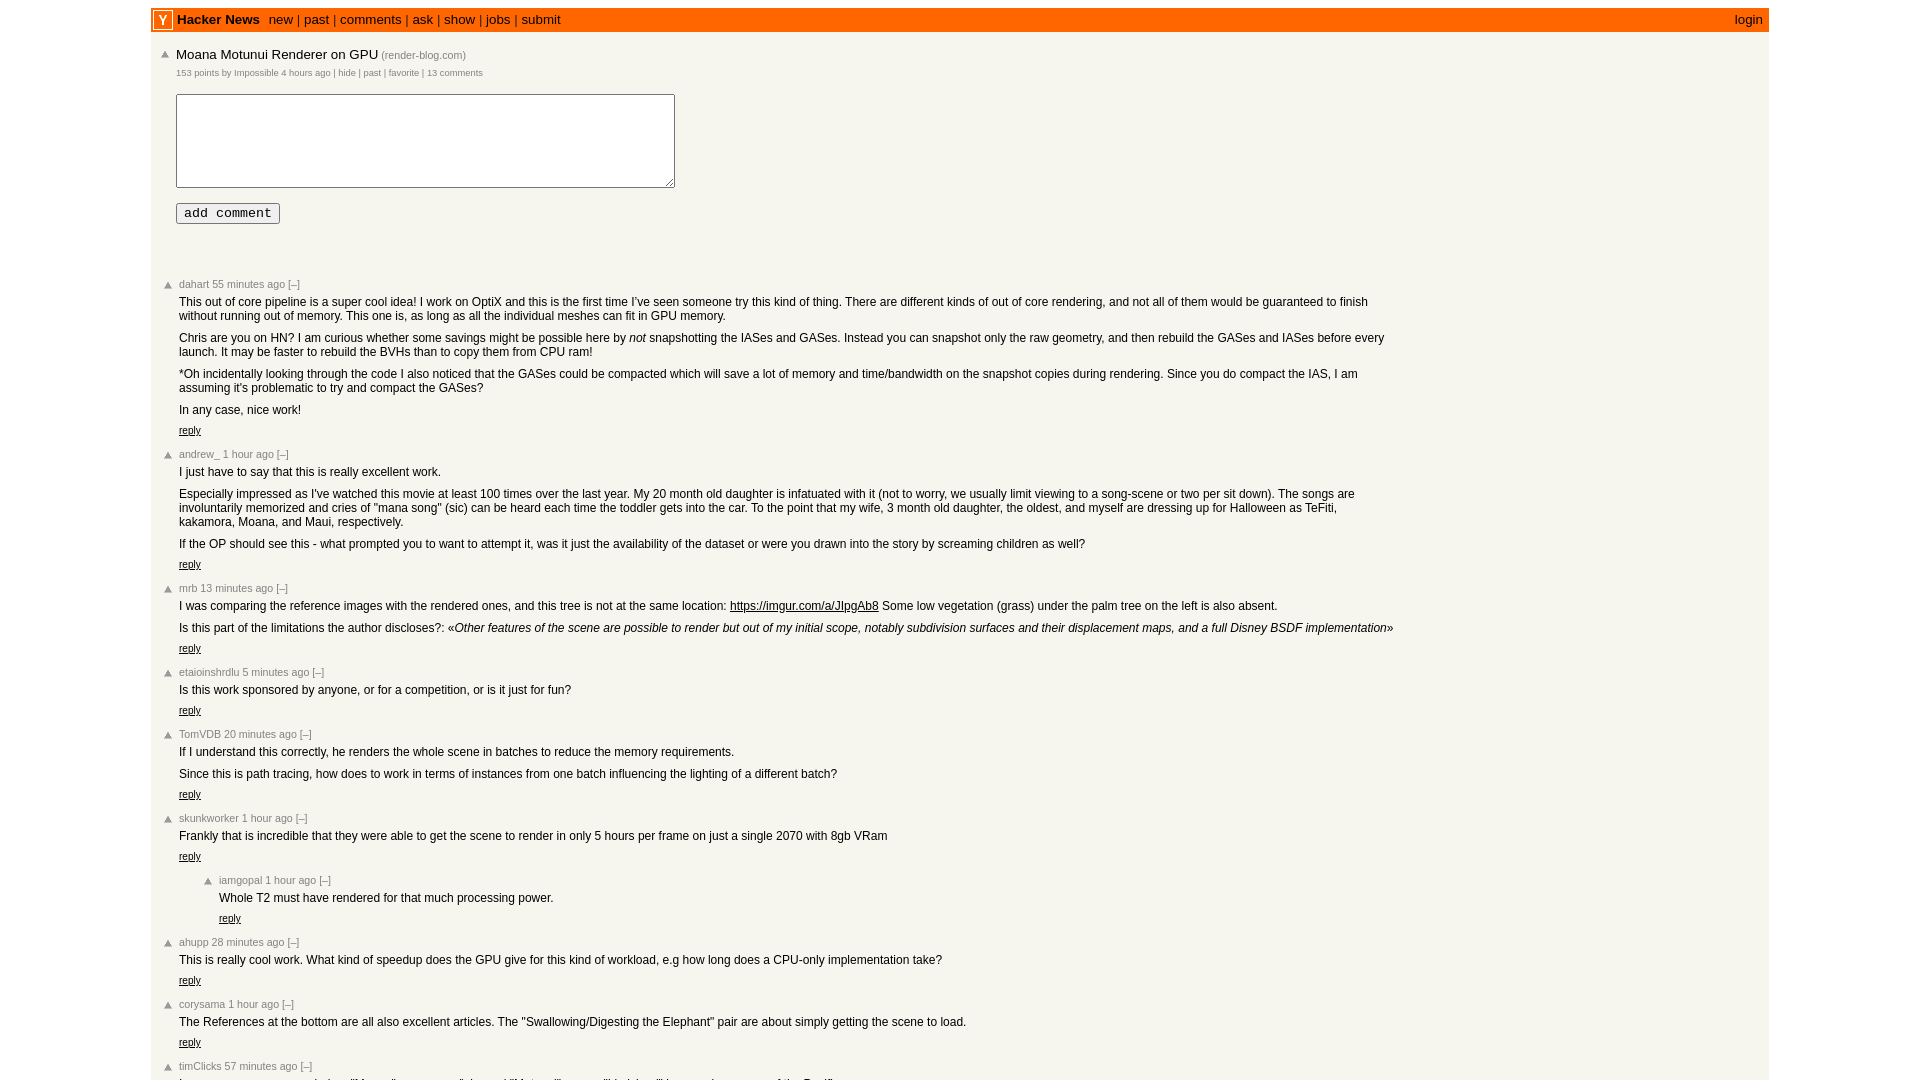 Y Hacker News new | past | comments | ask | show | jobs | submit login
Moana Motunui Renderer on GPU (render-blog.com)
153 points by Impossible 4 hours ago | hide | past | favorite | 13 comments
add comment
dahart 55 minutes ago [–]
This out of core pipeline is a super cool idea! I work on OptiX and this is the first time I’ve seen someone try this kind of thing. There are different kinds of out of core rendering, and not all of them would be guaranteed to finish
without running out of memory. This one is, as long as all the individual meshes can fit in GPU memory.
Chris are you on HN? I am curious whether some savings might be possible here by not snapshotting the IASes and GASes. Instead you can snapshot only the raw geometry, and then rebuild the GASes and IASes before every
launch. It may be faster to rebuild the BVHs than to copy them from CPU ram!
*Oh incidentally looking through the code I also noticed that the GASes could be compacted which will save a lot of memory and time/bandwidth on the snapshot copies during rendering. Since you do compact the IAS, I am
assuming it's problematic to try and compact the GASes?
In any case, nice work!
reply
andrew_ 1 hour ago [–]
I just have to say that this is really excellent work.
Especially impressed as I've watched this movie at least 100 times over the last year. My 20 month old daughter is infatuated with it (not to worry, we usually limit viewing to a song-scene or two per sit down). The songs are
involuntarily memorized and cries of "mana song" (sic) can be heard each time the toddler gets into the car. To the point that my wife, 3 month old daughter, the oldest, and myself are dressing up for Halloween as TeFiti,
kakamora, Moana, and Maui, respectively.
If the OP should see this - what prompted you to want to attempt it, was it just the availability of the dataset or were you drawn into the story by screaming children as well?
reply
mrb 13 minutes ago [–]
I was comparing the reference images with the rendered ones, and this tree is not at the same location: https://imgur.com/a/JIpgAb8 Some low vegetation (grass) under the palm tree on the left is also absent.
Is this part of the limitations the author discloses?: «Other features of the scene are possible to render but out of my initial scope, notably subdivision surfaces and their displacement maps, and a full Disney BSDF implementation»
reply
etaioinshrdlu 5 minutes ago [–]
Is this work sponsored by anyone, or for a competition, or is it just for fun?
reply
TomVDB 20 minutes ago [–]
If I understand this correctly, he renders the whole scene in batches to reduce the memory requirements.
Since this is path tracing, how does to work in terms of instances from one batch influencing the lighting of a different batch?
reply
skunkworker 1 hour ago [–]
Frankly that is incredible that they were able to get the scene to render in only 5 hours per frame on just a single 2070 with 8gb VRam
reply
iamgopal 1 hour ago [–]
Whole T2 must have rendered for that much processing power.
reply
ahupp 28 minutes ago [–]
This is really cool work. What kind of speedup does the GPU give for this kind of workload, e.g how long does a CPU-only implementation take?
reply
corysama 1 hour ago [–]
The References at the bottom are all also excellent articles. The "Swallowing/Digesting the Elephant" pair are about simply getting the scene to load.
reply
timClicks 57 minutes ago [–]